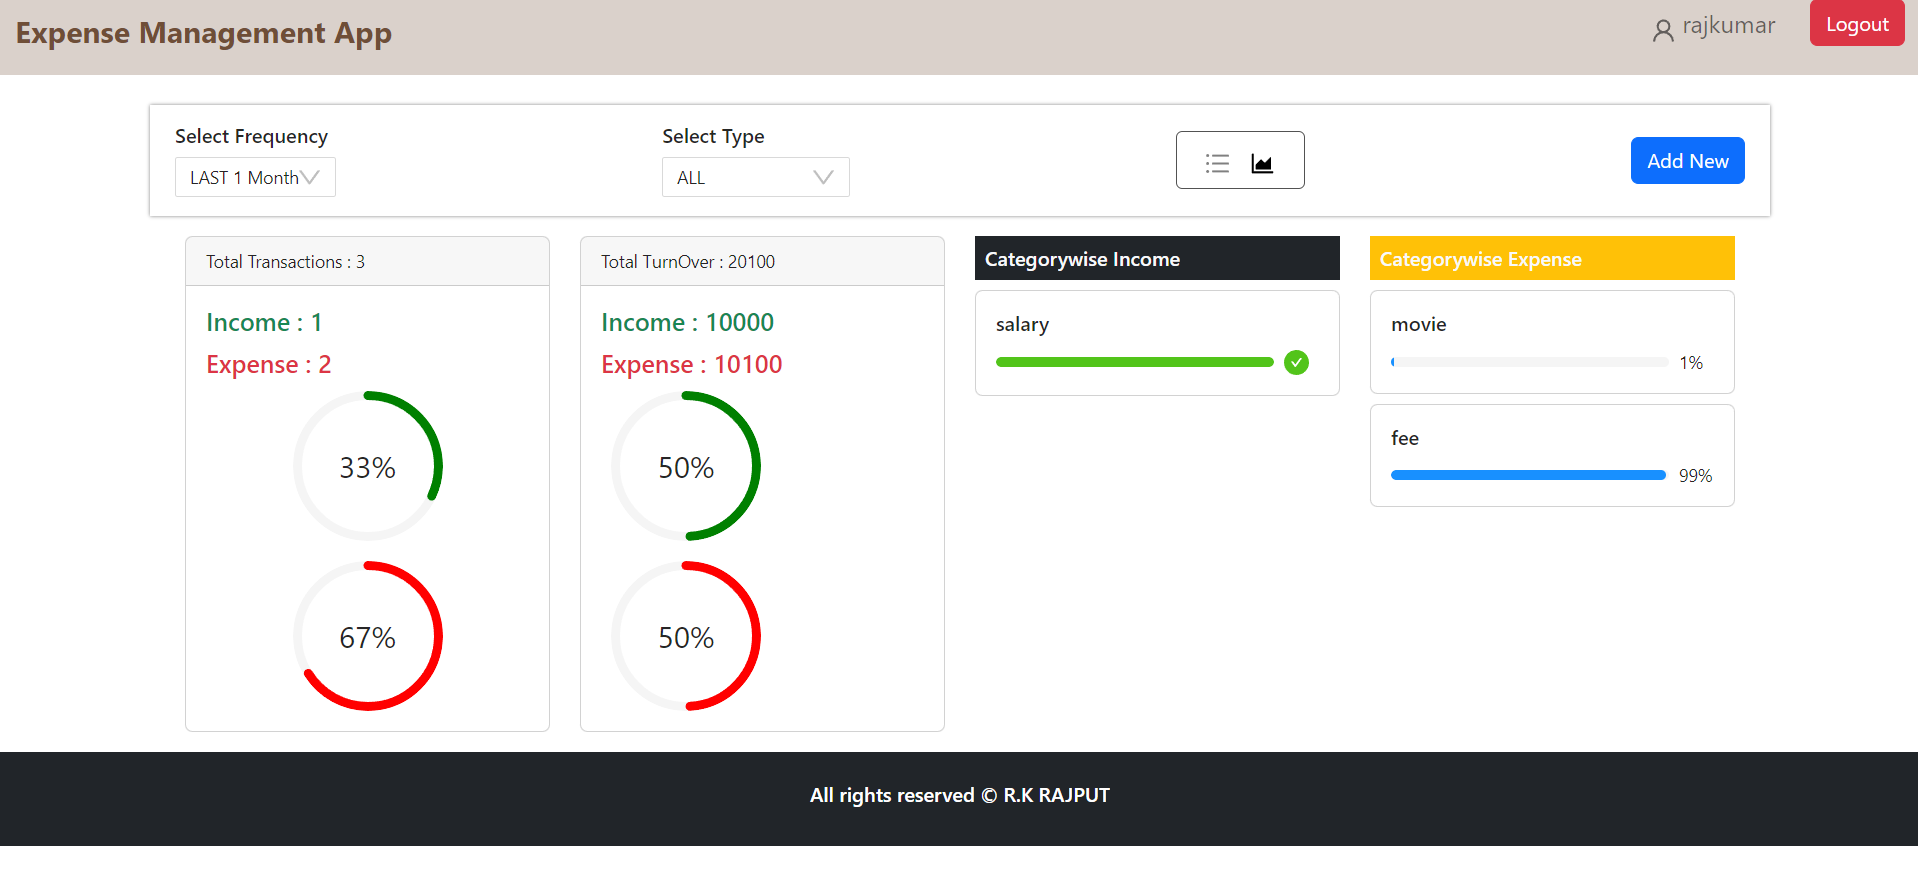 Expense Management App
rajkumar
Logout
Select Frequency
LAST 1 Month
Select Type
ALL
Add New
Total Transactions : 3
Income : 1
Expense : 2
33%
67%
Total TurnOver : 20100
Income : 10000
Expense : 10100
50%
50%
Categorywise Income
salary
Categorywise Expense
movie
1%
fee
99%
All rights reserved © R.K RAJPUT